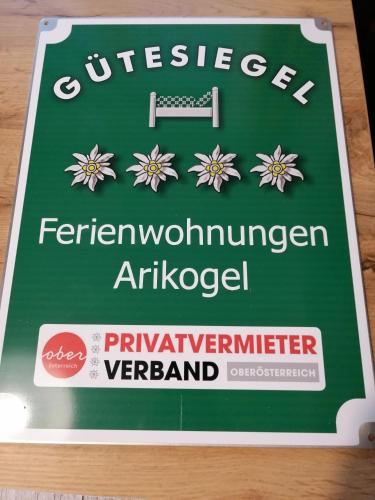 GÜTESIEGEL
Ferienwohnungen
Arikogel
ober
österreich
PRIVATVERMIETER
VERBAND OBERÖSTERREICH